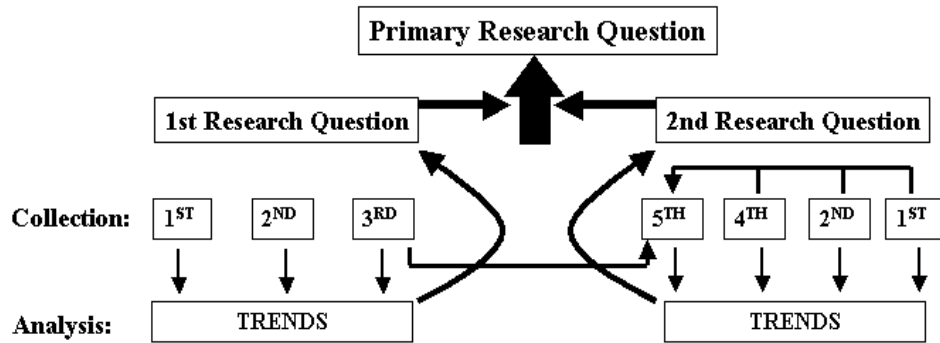 Primary Research Question
1st Research Question 2nd Research Question
Collection: 1ST 2ND 3RD 5TH 4TH 2ND 1ST
Analysis: TRENDS TRENDS